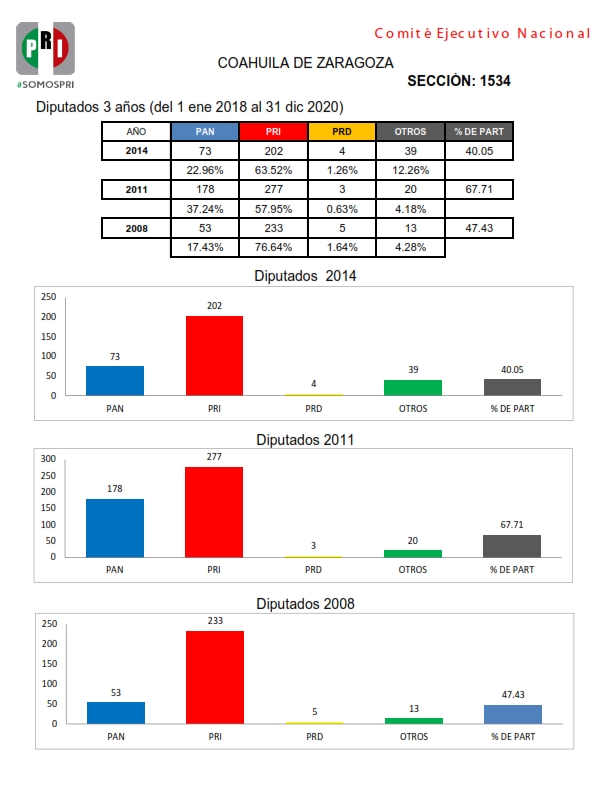 Comité Ejecutivo Nacional
PRI
#SOMOSPRI
COAHUILA DE ZARAGOZA
SECCIÒN: 1534
Diputados 3 años (del 1 ene 2018 al 31 dic 2020)
AÑO PAN PRI PRD OTROS % DE PART
2014 73 202 4 39 40.05
22.96% 63.52% 1.26% 12.26%
2011 178 277 3 20 67.71
37.24% 57.95% 0.63% 4.18%
2008 53 233 5 13 47.43
17.43% 76.64% 1.64% 4.28%
Diputados 2014
250
200
150
100
50
0
73 202 4 39 40.05
PAN PRI PRD OTROS % DE PART
Diputados 2011
300
250
200
150
100
50
0
178 277 3 20 67.71
PAN PRI PRD OTROS % DE PART
Diputados 2008
250
200
150
100
50
0
53 233 5 13 47.43
PAN PRI PRD OTROS % DE PART